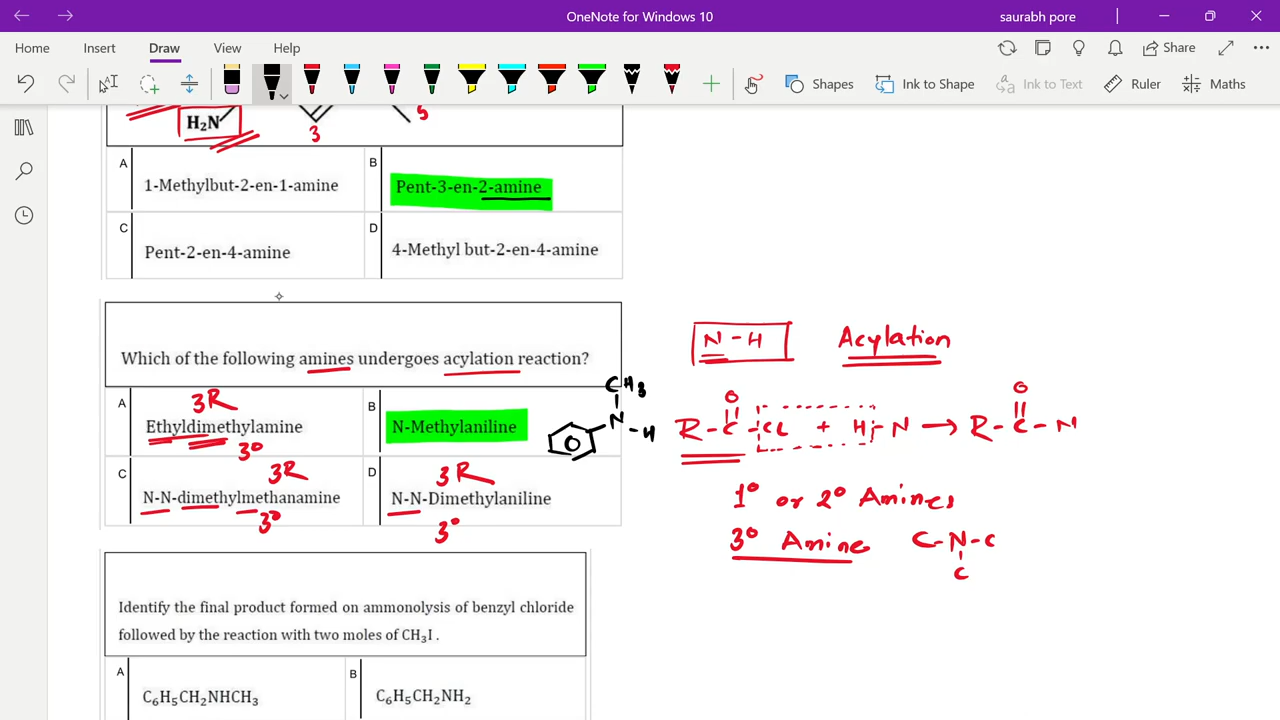 OneNote for Windows 10
saurabh pore
Home Insert Draw View Help
Share
Shapes Ink to Shape Ink to Text Ruler Maths
H₂N
3
5
A 1-Methylbut-2-en-1-amine
B Pent-3-en-2-amine
C Pent-2-en-4-amine
D 4-Methyl but-2-en-4-amine
Which of the following amines undergoes acylation reaction?
A 3R
Ethyldimethylamine
3°
B N-Methylaniline
CH3
N-H
C 3R
N-N-dimethylmethanamine
3°
D 3R
N-N-Dimethylaniline
3°
N-H Acylation
O O
R-C-Cl + H-N → R-C-N
1° or 2° Amines
3° Amine C-N-C
C
Identify the final product formed on ammonolysis of benzyl chloride
followed by the reaction with two moles of CH₃I .
A C₆H₅CH₂NHCH₃
B C₆H₅CH₂NH₂